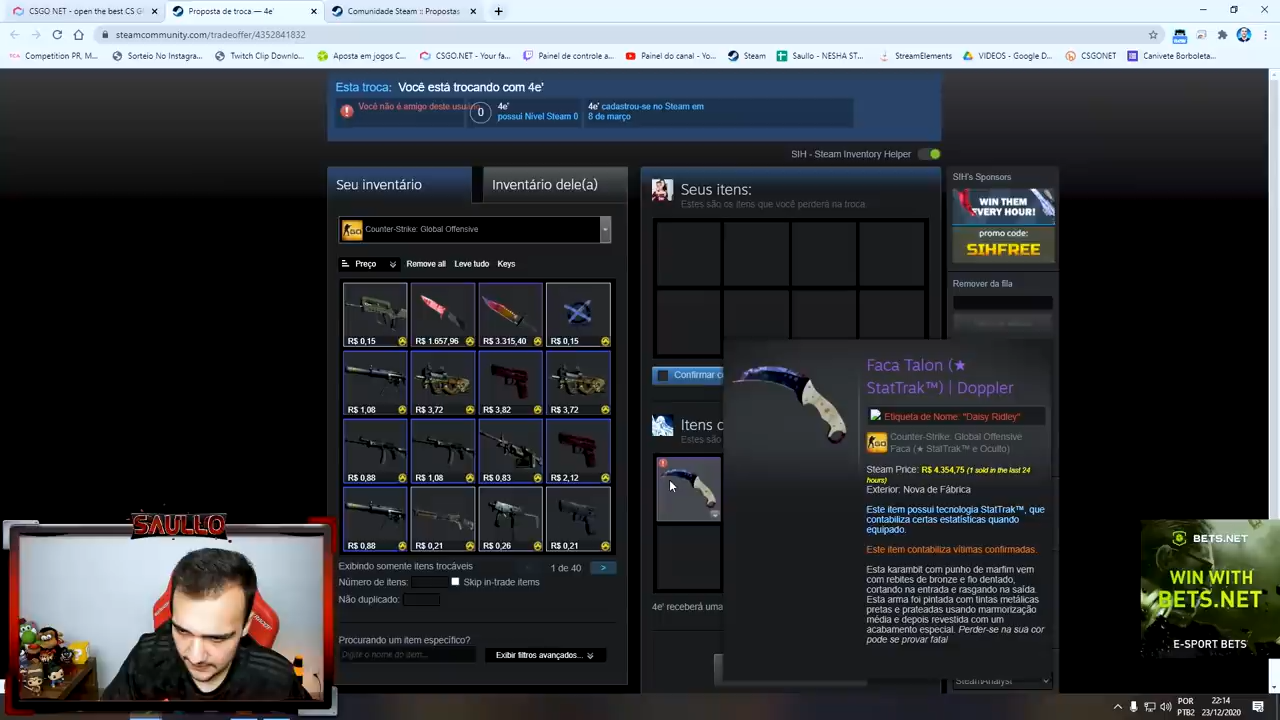 CSGO.NET - open the best CS G
Proposta de troca — 4e'
Comunidade Steam :: Propostas
steamcommunity.com/tradeoffer/4352841832
Competition PR, M...
Sorteio No Instagra...
Twitch Clip Downlo...
Aposta em jogos C...
CSGO.NET - Your fa...
Painel de controle a...
Painel do canal - Yo...
Steam
Saullo - NESHA ST...
StreamElements
VIDEOS - Google D...
CSGONET
Canivete Borboleta...
Esta troca: Você está trocando com 4e'
Você não é amigo deste usuário
0
4e'
possui Nível Steam 0
4e' cadastrou-se no Steam em
8 de março
SIH - Steam Inventory Helper
Seu inventário
Inventário dele(a)
Counter-Strike: Global Offensive
Preço
Remove all
Leve tudo
Keys
R$ 0,15
R$ 1.657,96
R$ 3.315,40
R$ 0,15
R$ 1,08
R$ 3,72
R$ 3,82
R$ 3,72
R$ 0,88
R$ 1,08
R$ 0,83
R$ 2,12
R$ 0,88
R$ 0,21
R$ 0,26
R$ 0,21
Exibindo somente itens trocáveis
1 de 40
>
Número de itens:
Skip in-trade items
Não duplicado:
Procurando um item específico?
Digite o nome do item...
Exibir filtros avançados...
Seus itens:
Estes são os itens que você perderá na troca.
Confirmar c
Itens d
Estes são
4e' receberá uma
Faca Talon (★
StatTrak™) | Doppler
Etiqueta de Nome: "Daisy Ridley"
Counter-Strike: Global Offensive
Faca (★ StatTrak™ e Oculto)
Steam Price: R$ 4.354,75 (1 sold in the last 24
hours)
Exterior: Nova de Fábrica
Este item possui tecnologia StatTrak™, que
contabiliza certas estatísticas quando
equipado.
Este item contabiliza vítimas confirmadas.
Esta karambit com punho de marfim vem
com rebites de bronze e fio dentado,
cortando na entrada e rasgando na saída.
Esta arma foi pintada com tintas metálicas
pretas e prateadas usando marmorização
média e depois revestida com um
acabamento especial. Perder-se na sua cor
pode se provar fatal
SIH's Sponsors
WIN THEM
EVERY HOUR!
promo code:
SIHFREE
Remover da fila
SteamAnalyst
SAULLO
BETS.NET
WIN WITH
BETS.NET
E-SPORT BETS
POR
PTB2
22:14
23/12/2020